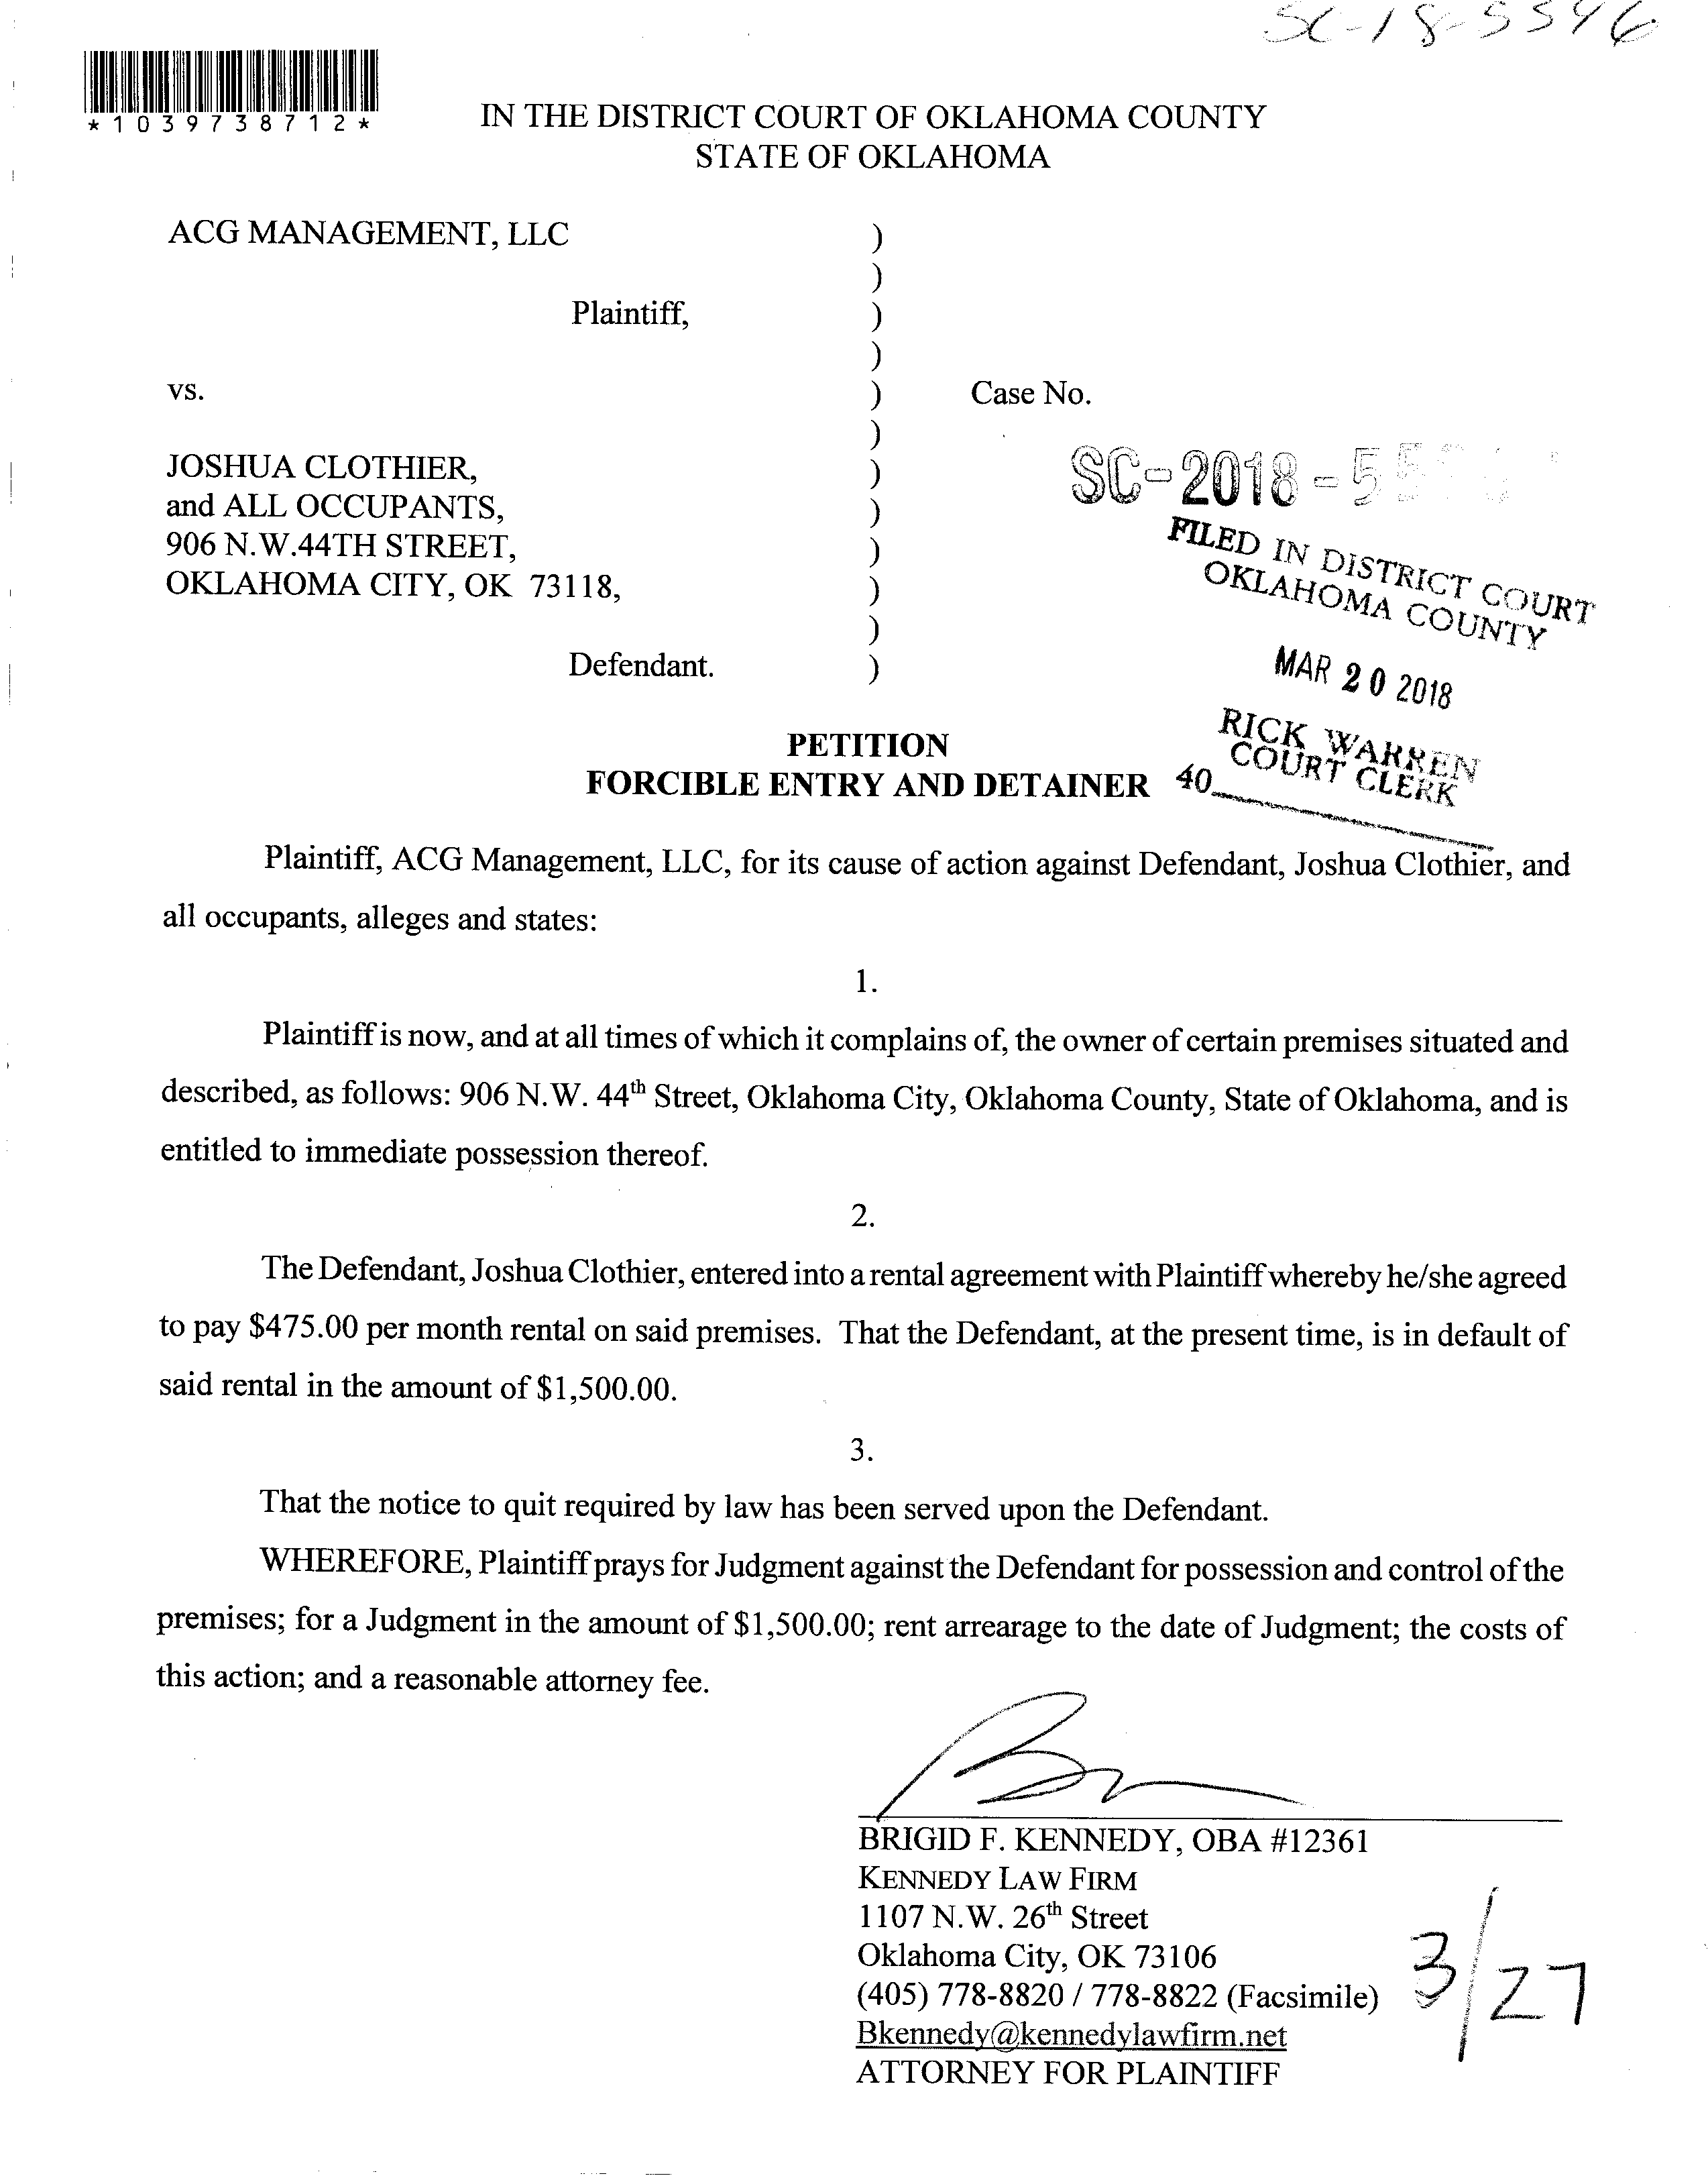 SC-18-5596
*1039738712*
IN THE DISTRICT COURT OF OKLAHOMA COUNTY
STATE OF OKLAHOMA
ACG MANAGEMENT, LLC )
)
Plaintiff, )
)
vs. ) Case No.
)
JOSHUA CLOTHIER, )
and ALL OCCUPANTS, )
906 N.W.44TH STREET, )
OKLAHOMA CITY, OK 73118, )
)
Defendant. )
SC-2018-55
FILED IN DISTRICT COURT
OKLAHOMA COUNTY
MAR 20 2018
RICK WARREN
COURT CLERK
40
PETITION
FORCIBLE ENTRY AND DETAINER
Plaintiff, ACG Management, LLC, for its cause of action against Defendant, Joshua Clothier, and
all occupants, alleges and states:
1.
Plaintiff is now, and at all times of which it complains of, the owner of certain premises situated and
described, as follows: 906 N.W. 44th Street, Oklahoma City, Oklahoma County, State of Oklahoma, and is
entitled to immediate possession thereof.
2.
The Defendant, Joshua Clothier, entered into a rental agreement with Plaintiff whereby he/she agreed
to pay $475.00 per month rental on said premises. That the Defendant, at the present time, is in default of
said rental in the amount of $1,500.00.
3.
That the notice to quit required by law has been served upon the Defendant.
WHEREFORE, Plaintiff prays for Judgment against the Defendant for possession and control of the
premises; for a Judgment in the amount of $1,500.00; rent arrearage to the date of Judgment; the costs of
this action; and a reasonable attorney fee.
BRIGID F. KENNEDY, OBA #12361
KENNEDY LAW FIRM
1107 N.W. 26th Street
Oklahoma City, OK 73106
(405) 778-8820 / 778-8822 (Facsimile)
Bkennedy@kennedylawfirm.net
ATTORNEY FOR PLAINTIFF
3/27